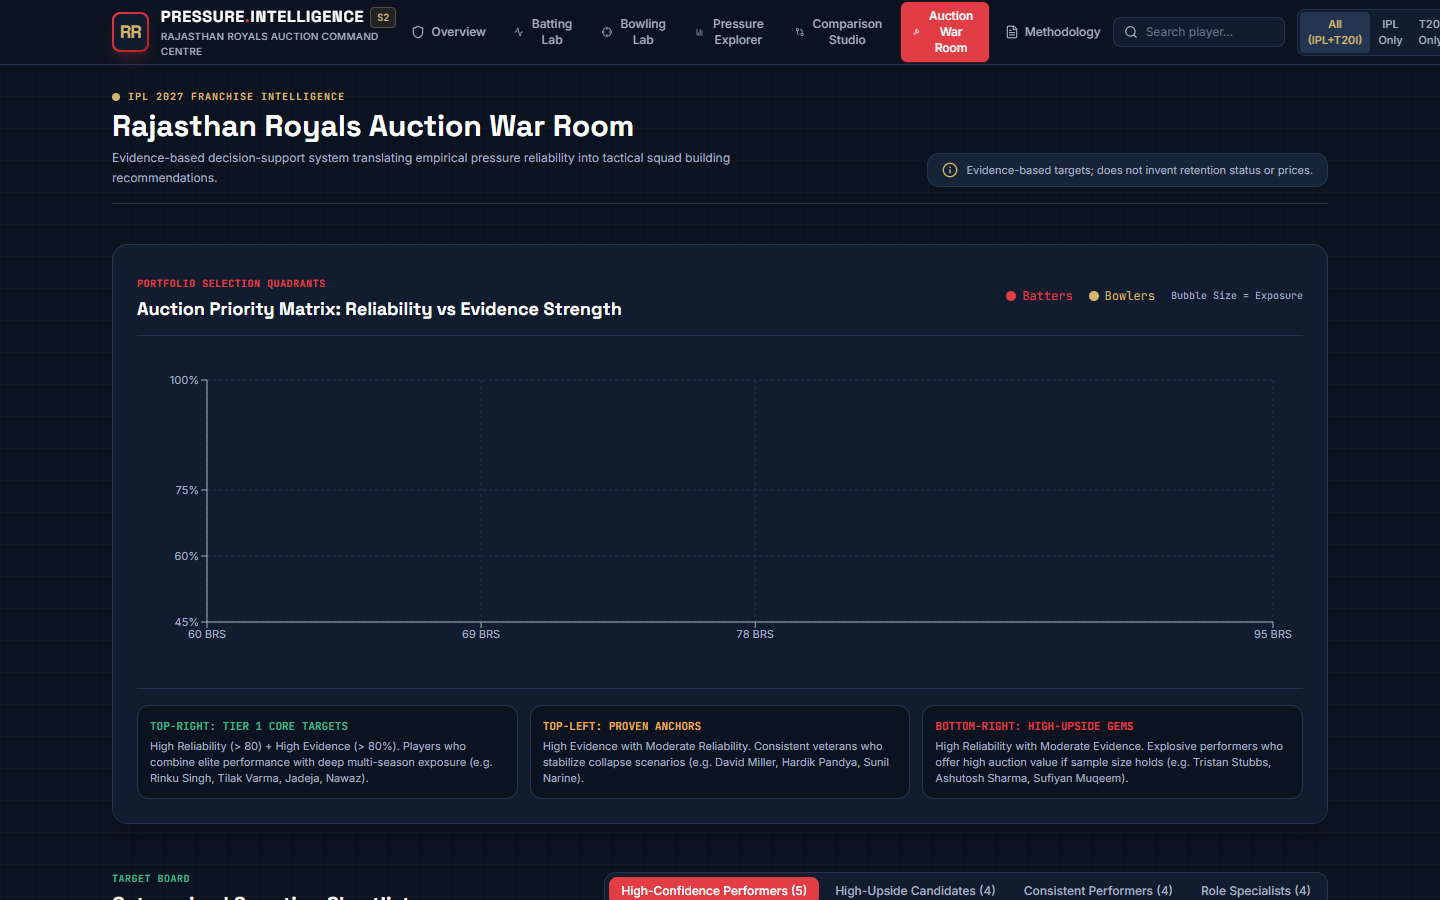 RR
PRESSURE.INTELLIGENCE S2
RAJASTHAN ROYALS AUCTION COMMAND
CENTRE
Overview
Batting
Lab
Bowling
Lab
Pressure
Explorer
Comparison
Studio
Auction
War
Room
Methodology
Search player...
All
(IPL+T20I)
IPL
Only
IPL 2027 FRANCHISE INTELLIGENCE
Rajasthan Royals Auction War Room
Evidence-based decision-support system translating empirical pressure reliability into tactical squad building
recommendations.
Evidence-based targets; does not invent retention status or prices.
PORTFOLIO SELECTION QUADRANTS
Auction Priority Matrix: Reliability vs Evidence Strength
Batters
Bowlers
Bubble Size = Exposure
100%
75%
60%
45%
60 BRS
69 BRS
78 BRS
95 BRS
TOP-RIGHT: TIER 1 CORE TARGETS
High Reliability (> 80) + High Evidence (> 80%). Players who
combine elite performance with deep multi-season exposure (e.g.
Rinku Singh, Tilak Varma, Jadeja, Nawaz).
TOP-LEFT: PROVEN ANCHORS
High Evidence with Moderate Reliability. Consistent veterans who
stabilize collapse scenarios (e.g. David Miller, Hardik Pandya, Sunil
Narine).
BOTTOM-RIGHT: HIGH-UPSIDE GEMS
High Reliability with Moderate Evidence. Explosive performers who
offer high auction value if sample size holds (e.g. Tristan Stubbs,
Ashutosh Sharma, Sufiyan Muqeem).
TARGET BOARD
High-Confidence Performers (5)
High-Upside Candidates (4)
Consistent Performers (4)
Role Specialists (4)